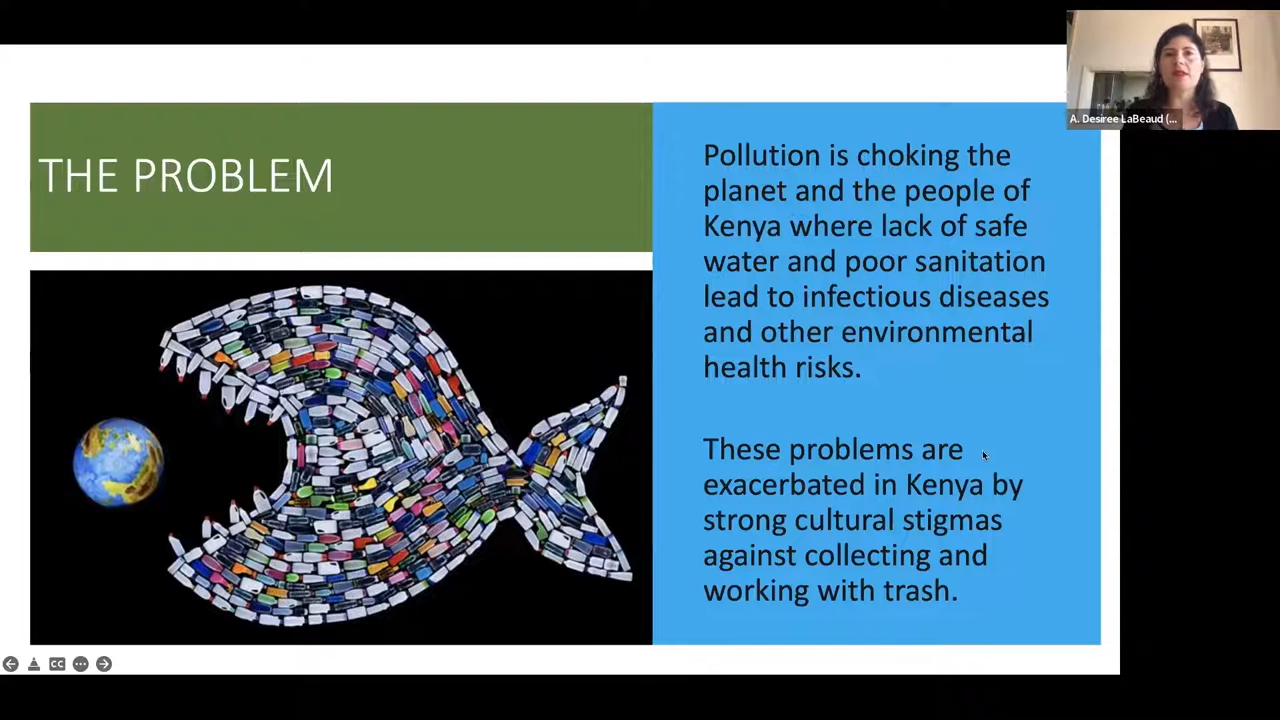 A. Desiree LaBeaud (...
THE PROBLEM
Pollution is choking the
planet and the people of
Kenya where lack of safe
water and poor sanitation
lead to infectious diseases
and other environmental
health risks.
These problems are
exacerbated in Kenya by
strong cultural stigmas
against collecting and
working with trash.
CC